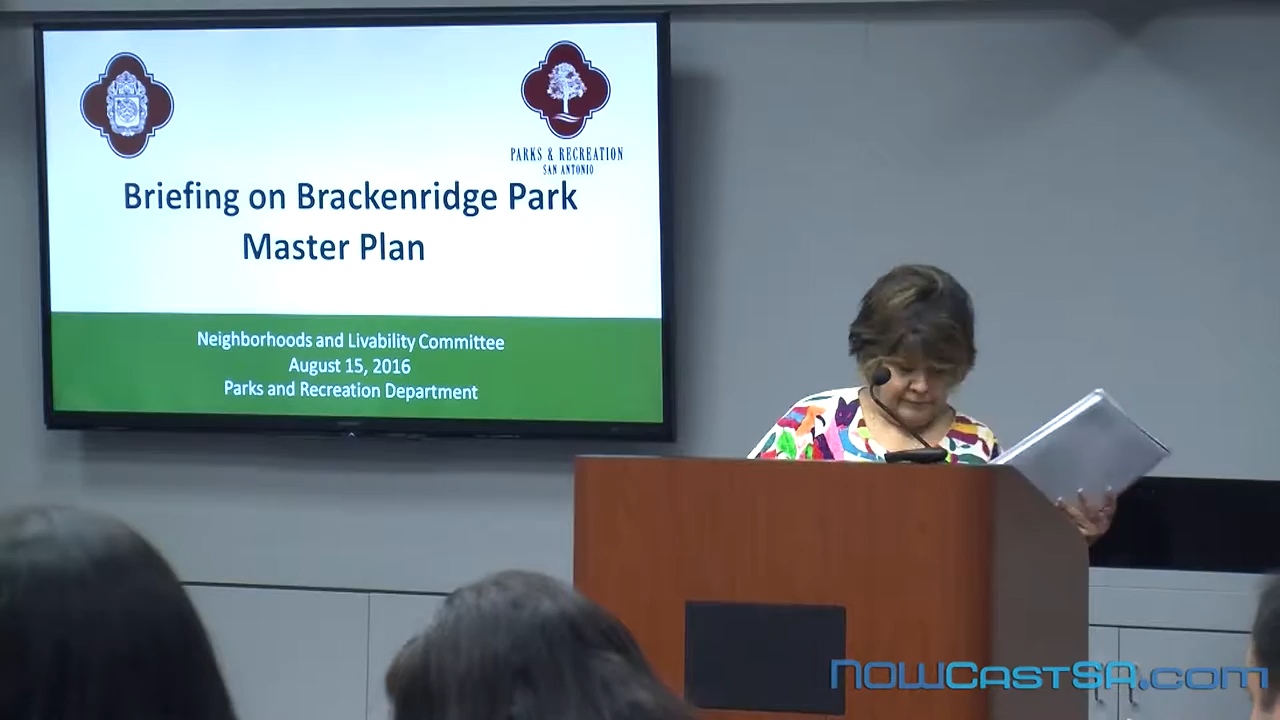 PARKS & RECREATION
SAN ANTONIO
Briefing on Brackenridge Park
Master Plan
Neighborhoods and Livability Committee
August 15, 2016
Parks and Recreation Department
NOWCASTSA.COM